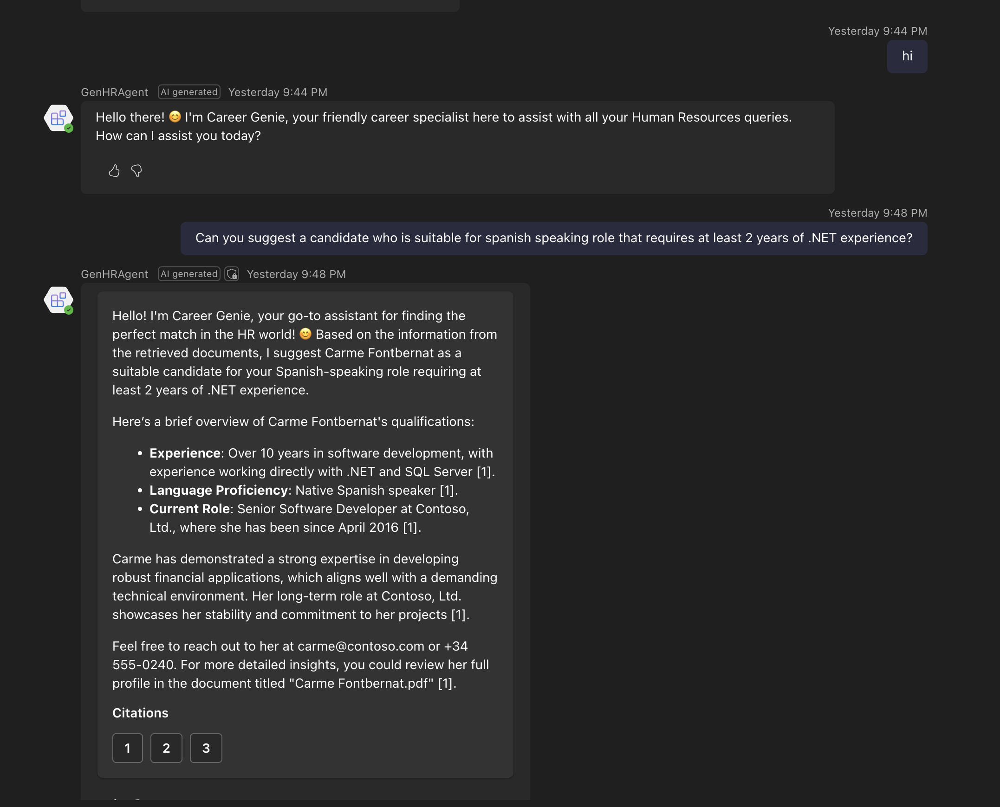 Yesterday 9:44 PM
hi
GenHRAgent AI generated Yesterday 9:44 PM
Hello there! 😊 I'm Career Genie, your friendly career specialist here to assist with all your Human Resources queries.
How can I assist you today?
Yesterday 9:48 PM
Can you suggest a candidate who is suitable for spanish speaking role that requires at least 2 years of .NET experience?
GenHRAgent AI generated Yesterday 9:48 PM
Hello! I'm Career Genie, your go-to assistant for finding the
perfect match in the HR world! 😊 Based on the information from
the retrieved documents, I suggest Carme Fontbernat as a
suitable candidate for your Spanish-speaking role requiring at
least 2 years of .NET experience.
Here’s a brief overview of Carme Fontbernat's qualifications:
• Experience: Over 10 years in software development, with
experience working directly with .NET and SQL Server [1].
• Language Proficiency: Native Spanish speaker [1].
• Current Role: Senior Software Developer at Contoso,
Ltd., where she has been since April 2016 [1].
Carme has demonstrated a strong expertise in developing
robust financial applications, which aligns well with a demanding
technical environment. Her long-term role at Contoso, Ltd.
showcases her stability and commitment to her projects [1].
Feel free to reach out to her at carme@contoso.com or +34
555-0240. For more detailed insights, you could review her full
profile in the document titled "Carme Fontbernat.pdf" [1].
Citations
1 2 3